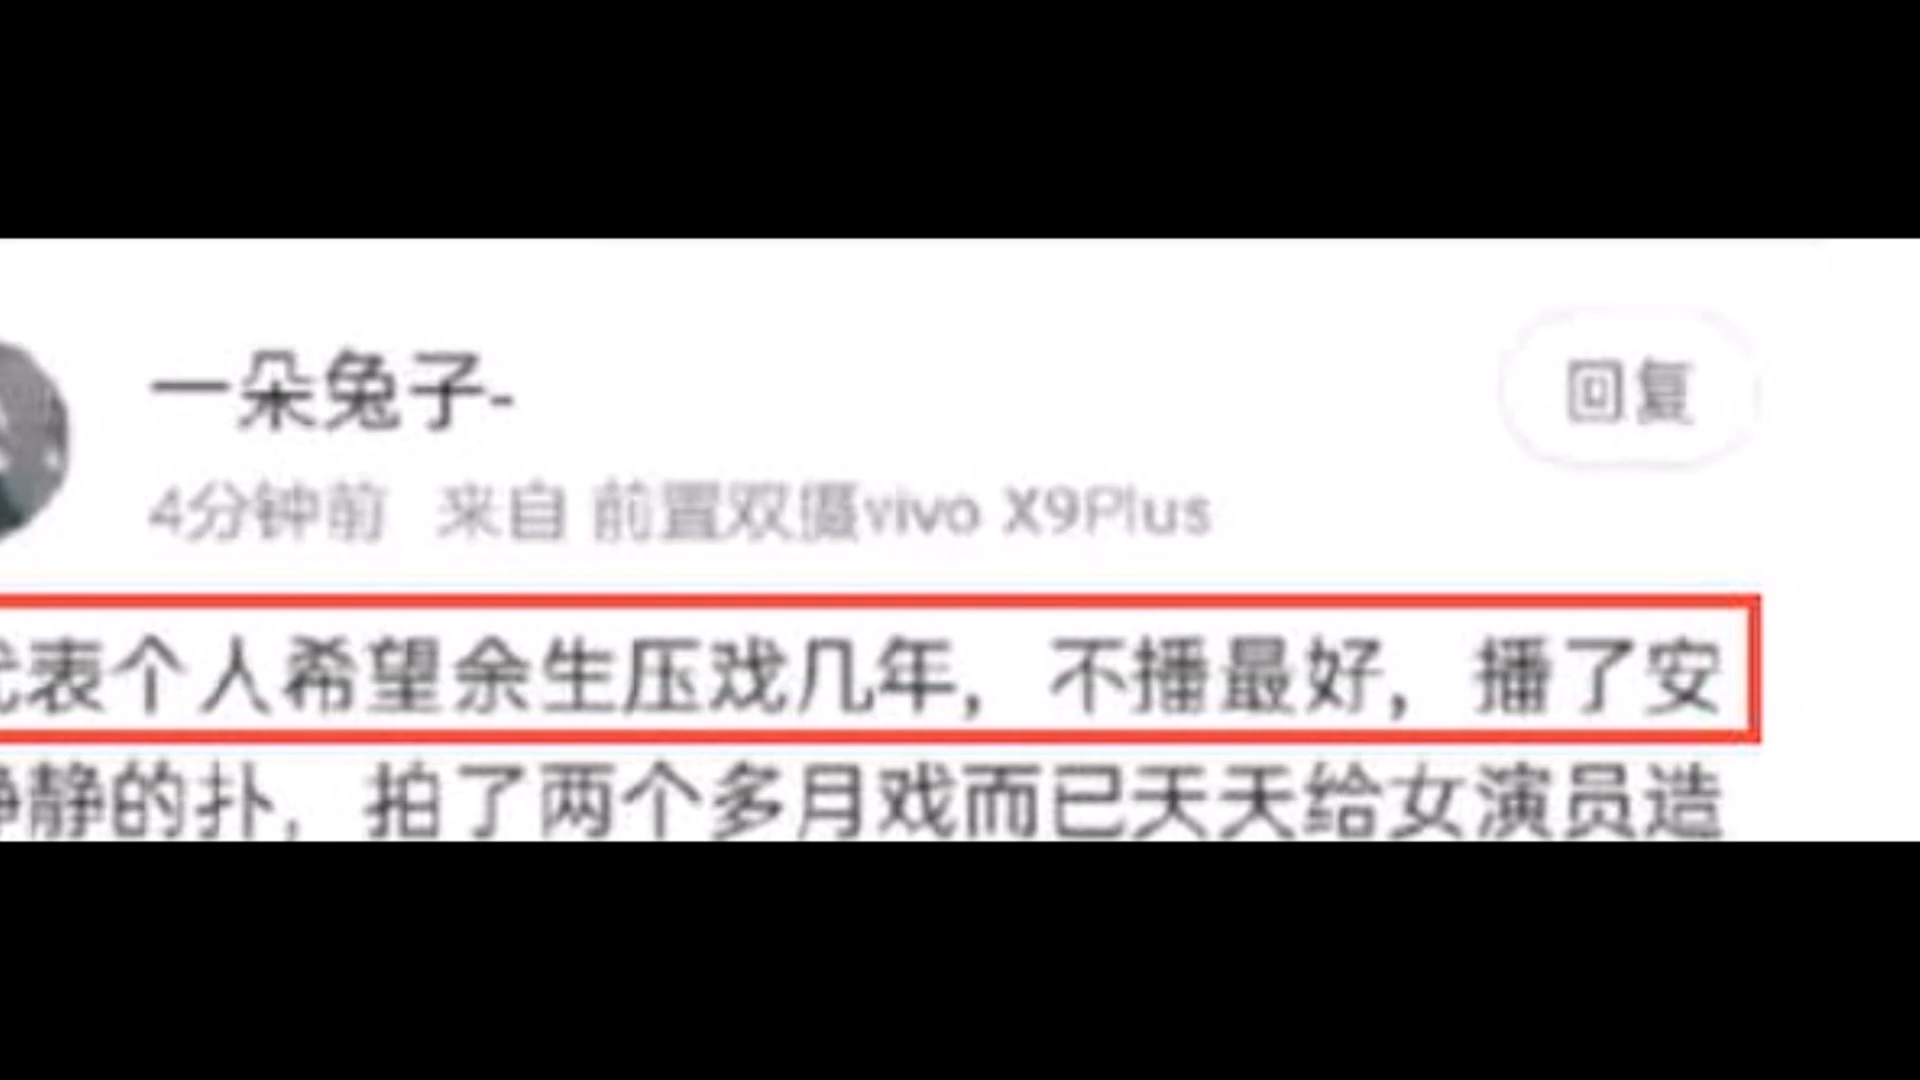 一朵兔子-
回复
4分钟前 来自 前置双摄vivo X9Plus
代表个人希望余生压戏几年，不播最好，播了安
静静的扑，拍了两个多月戏而已天天给女演员造